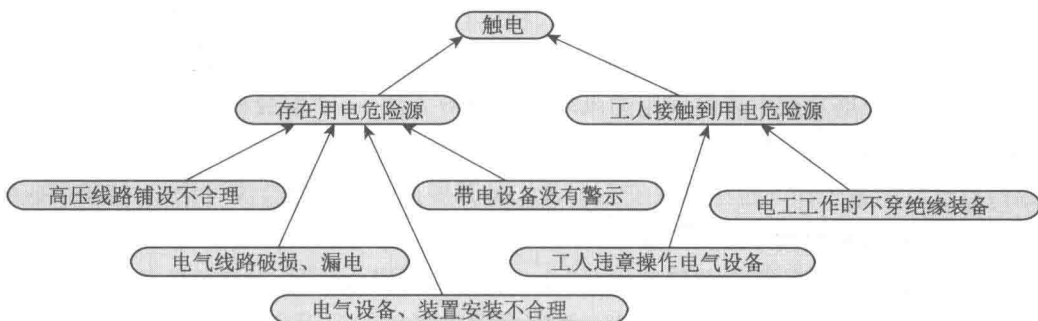 触电
存在用电危险源
工人接触到用电危险源
高压线路铺设不合理
带电设备没有警示
电工工作时不穿绝缘装备
电气线路破损、漏电
工人违章操作电气设备
电气设备、装置安装不合理